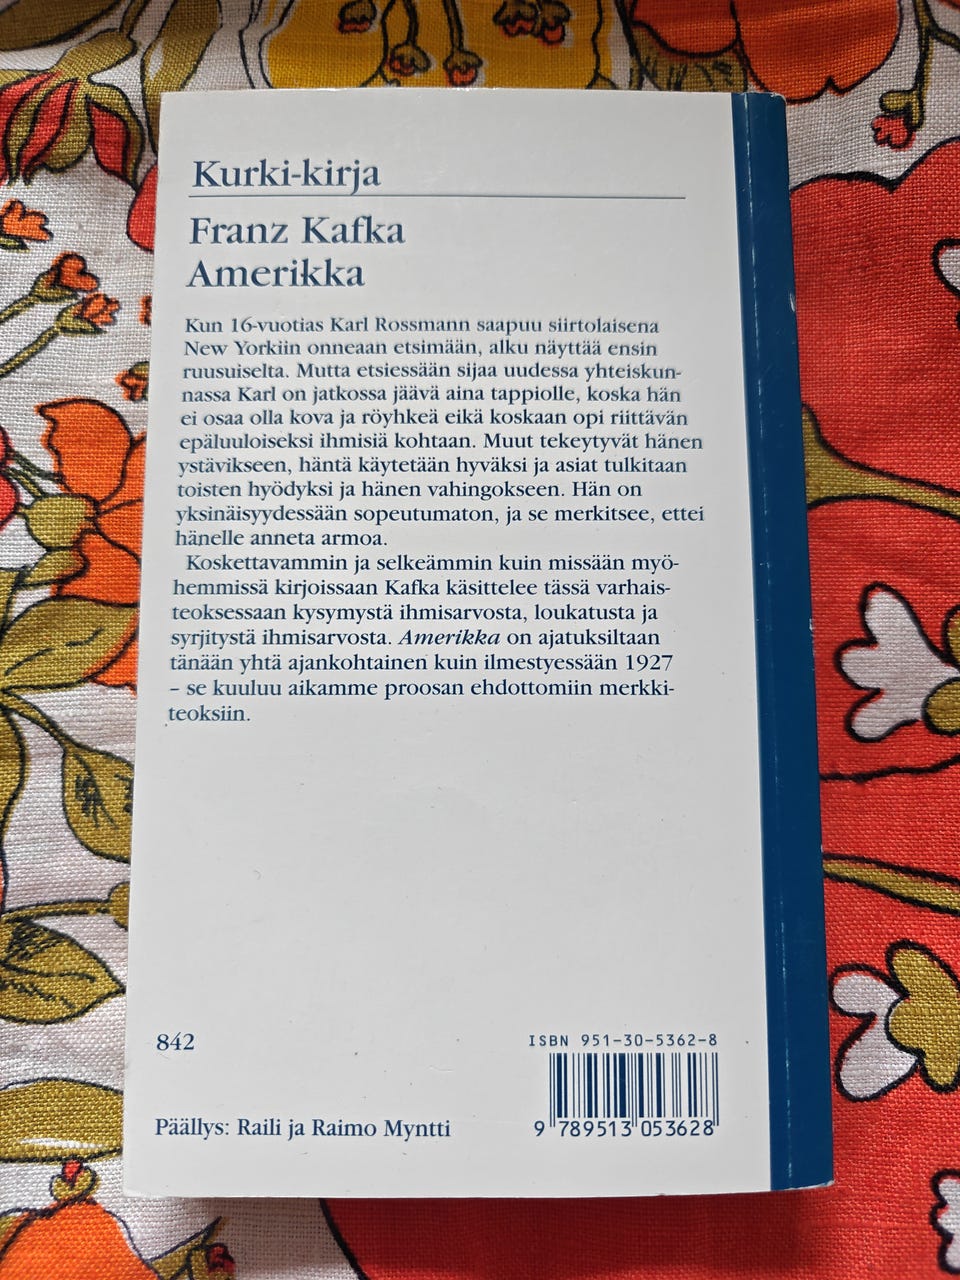 Kurki-kirja
Franz Kafka
Amerikka
Kun 16-vuotias Karl Rossmann saapuu siirtolaisena
New Yorkiin onneaan etsimään, alku näyttää ensin
ruusuiselta. Mutta etsiessään sijaa uudessa yhteiskun-
nassa Karl on jatkossa jäävä aina tappiolle, koska hän
ei osaa olla kova ja röyhkeä eikä koskaan opi riittävän
epäluuloiseksi ihmisiä kohtaan. Muut tekeytyvät hänen
ystävikseen, häntä käytetään hyväksi ja asiat tulkitaan
toisten hyödyksi ja hänen vahingokseen. Hän on
yksinäisyydessään sopeutumaton, ja se merkitsee, ettei
hänelle anneta armoa.
Koskettavammin ja selkeämmin kuin missään myö-
hemmissä kirjoissaan Kafka käsittelee tässä varhais-
teoksessaan kysymystä ihmisarvosta, loukatusta ja
syrjitystä ihmisarvosta. Amerikka on ajatuksiltaan
tänään yhtä ajankohtainen kuin ilmestyessään 1927
– se kuuluu aikamme proosan ehdottomiin merkki-
teoksiin.
842
ISBN 951-30-5362-8
9 789513 053628
Päällys: Raili ja Raimo Myntti